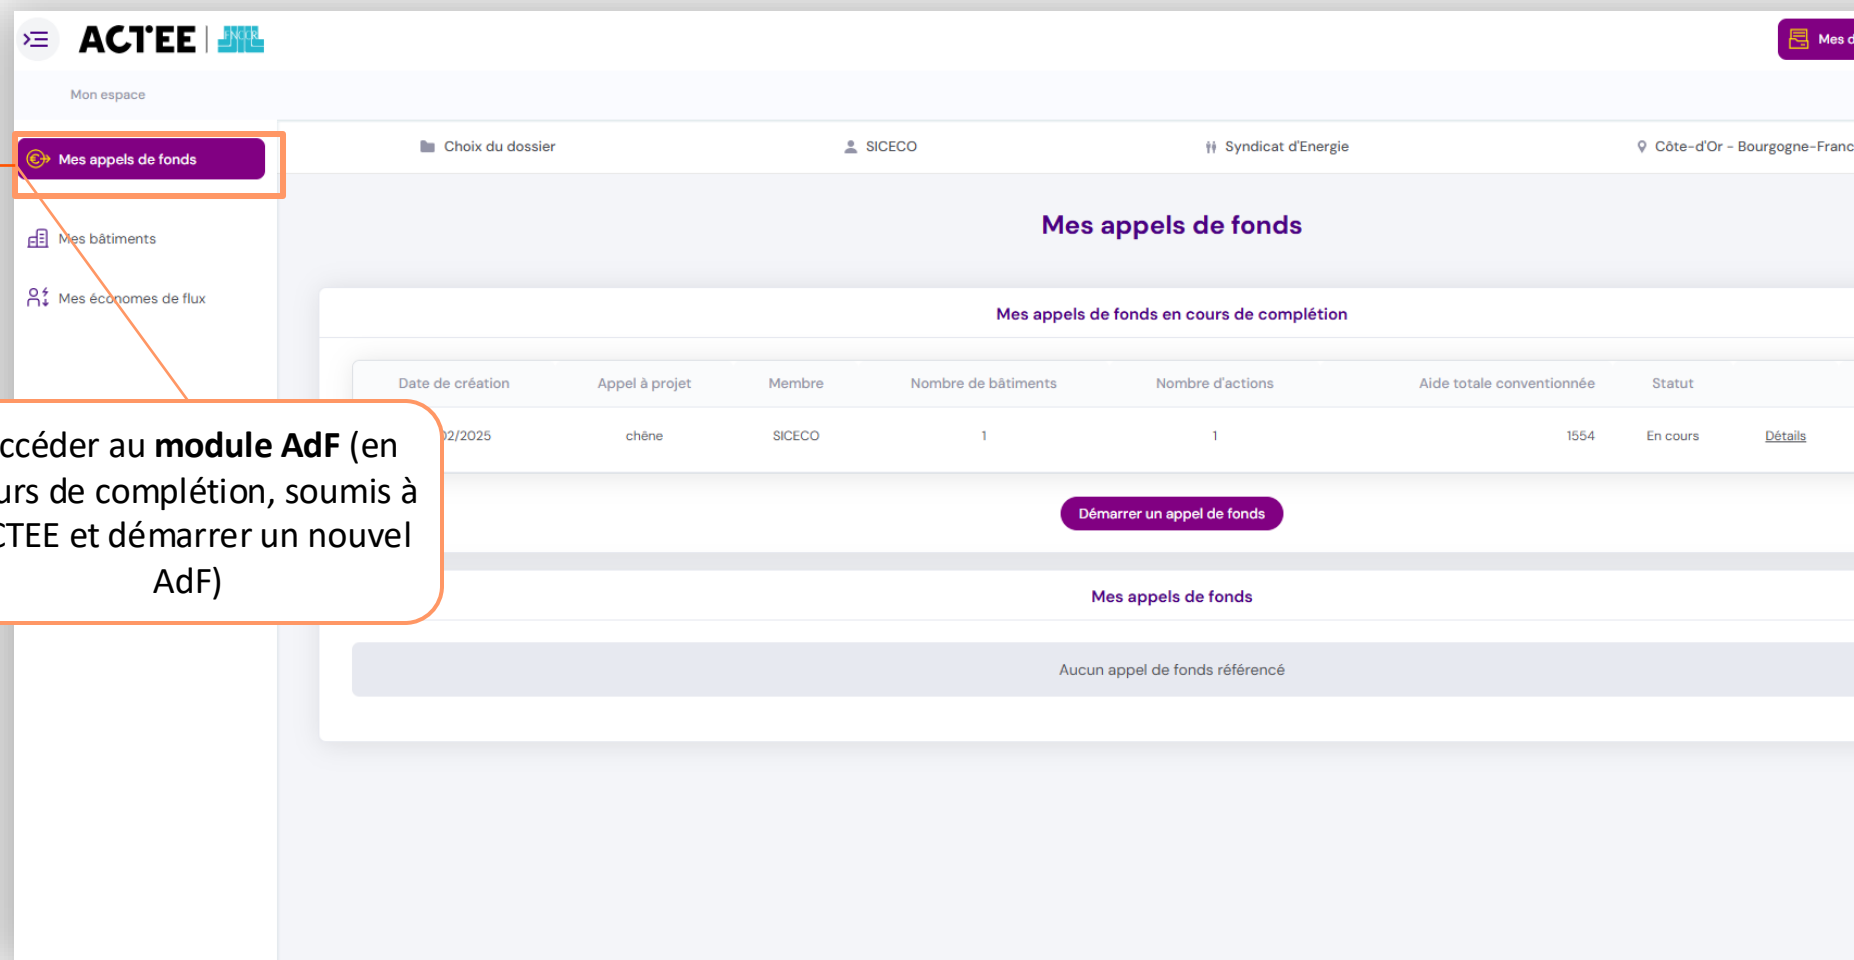 ACTEE FNCCR
Mes d
Mon espace
Mes appels de fonds
Choix du dossier
SICECO
Syndicat d'Energie
Côte-d'Or - Bourgogne-Franc
Mes appels de fonds
Mes bâtiments
Mes économes de flux
Mes appels de fonds en cours de complétion
Date de création Appel à projet Membre Nombre de bâtiments Nombre d'actions Aide totale conventionnée Statut
02/2025 chêne SICECO 1 1 1554 En cours Détails
ccéder au module AdF (en
urs de complétion, soumis à
CTEE et démarrer un nouvel
AdF)
Démarrer un appel de fonds
Mes appels de fonds
Aucun appel de fonds référencé